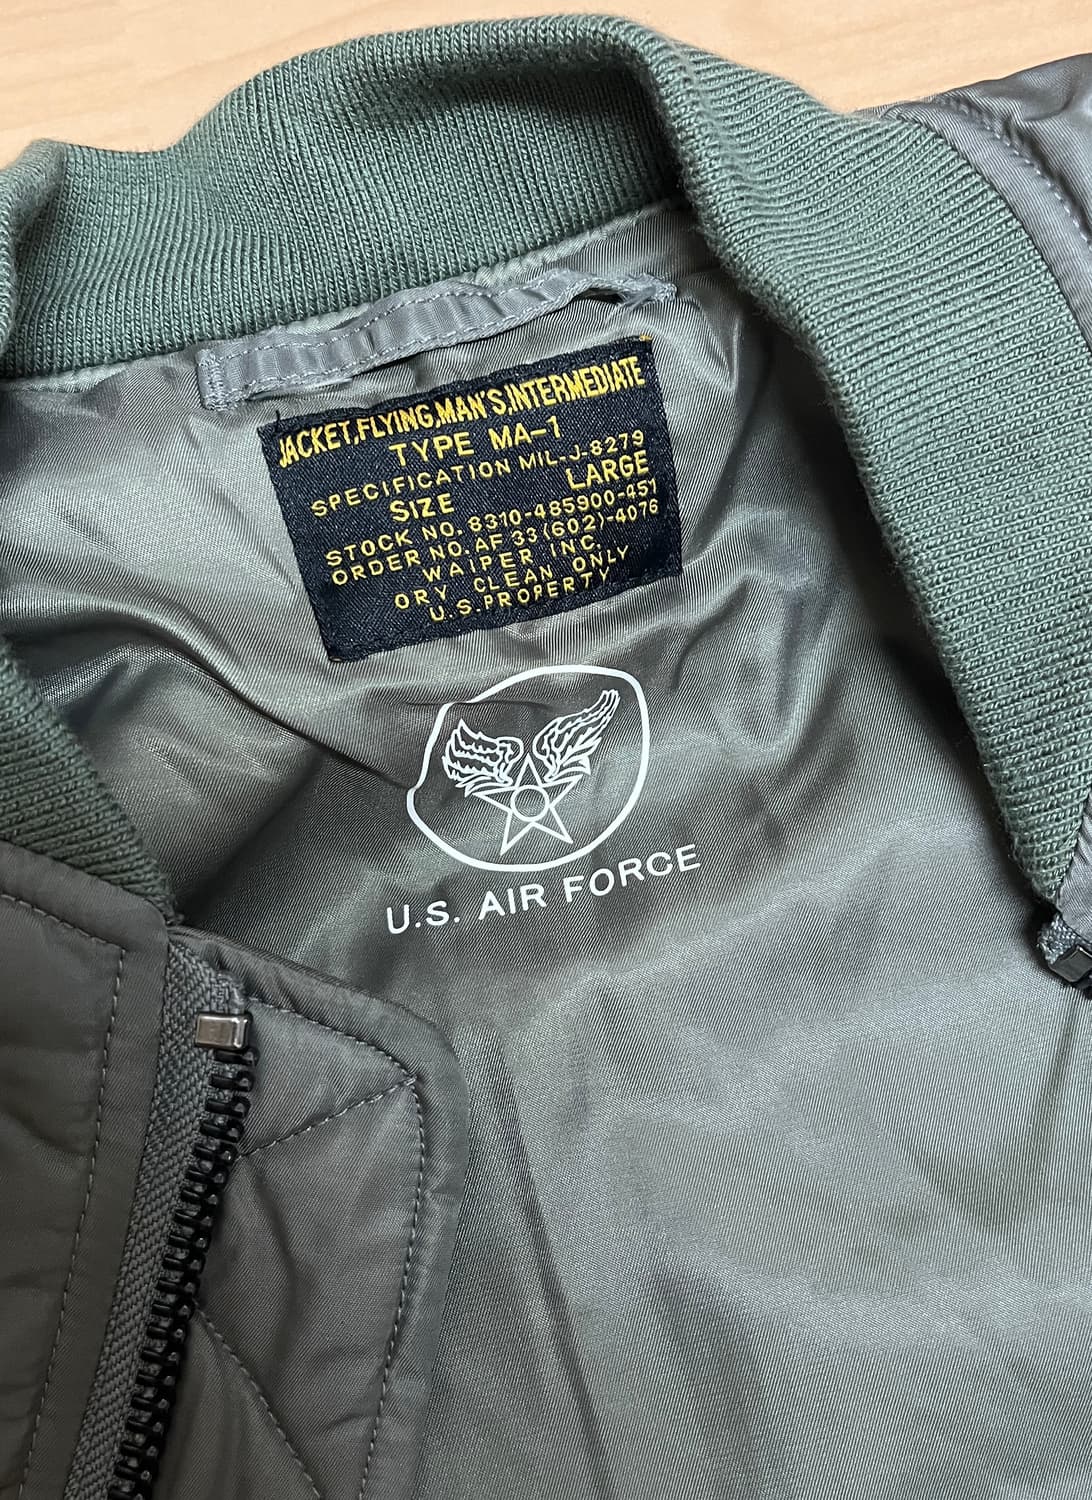 JACKET,FLYING,MAN'S,INTERMEDIATE
TYPE MA-1
SPECIFICATION MIL-J-8279
SIZE LARGE
STOCK NO. 8310-485900-451
ORDER NO. AF 33(602)-4076
WAIPER INC.
ORY CLEAN ONLY
U.S.PROPERTY
U.S. AIR FORCE